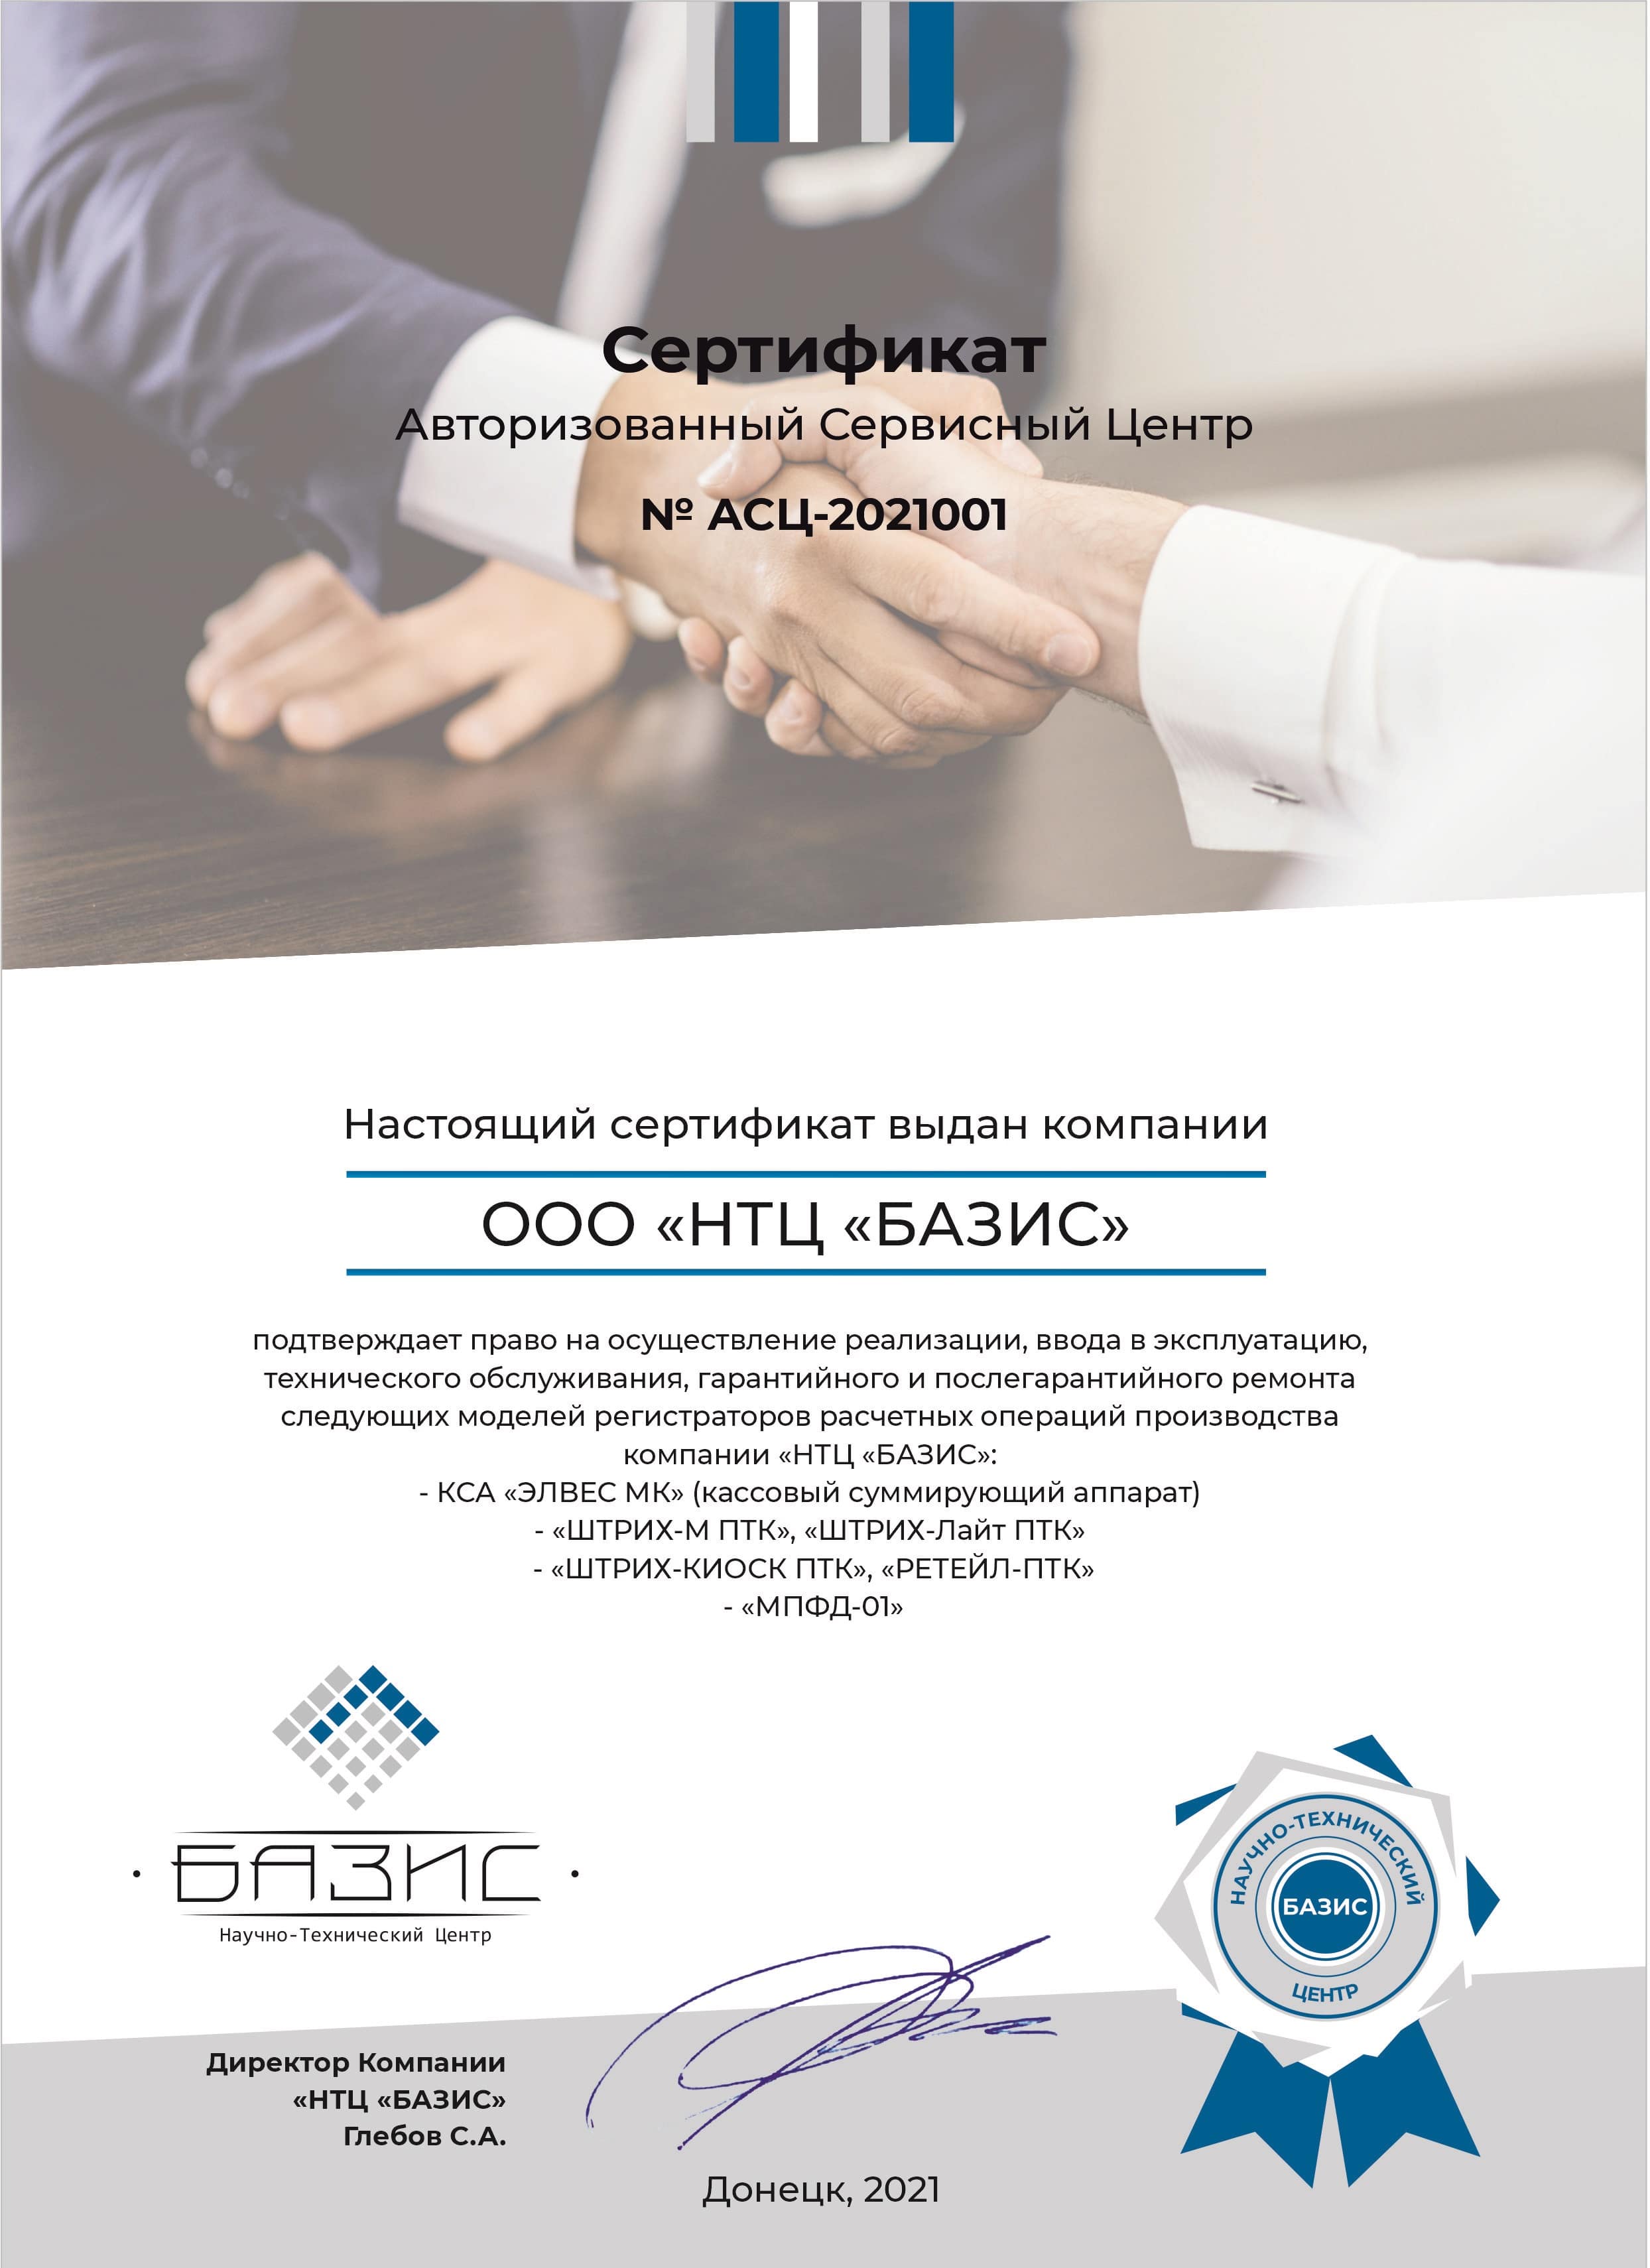 Сертификат
Авторизованный Сервисный Центр
№ АСЦ-2021001
Настоящий сертификат выдан компании
ООО «НТЦ «БАЗИС»
подтверждает право на осуществление реализации, ввода в эксплуатацию,
технического обслуживания, гарантийного и послегарантийного ремонта
следующих моделей регистраторов расчетных операций производства
компании «НТЦ «БАЗИС»:
- КСА «ЭЛВЕС МК» (кассовый суммирующий аппарат)
- «ШТРИХ-М ПТК», «ШТРИХ-Лайт ПТК»
- «ШТРИХ-КИОСК ПТК», «РЕТЕЙЛ-ПТК»
- «МПФД-01»
БАЗИС
Научно-Технический Центр
НАУЧНО-ТЕХНИЧЕСКИЙ
БАЗИС
ЦЕНТР
Директор Компании
«НТЦ «БАЗИС»
Глебов С.А.
Донецк, 2021